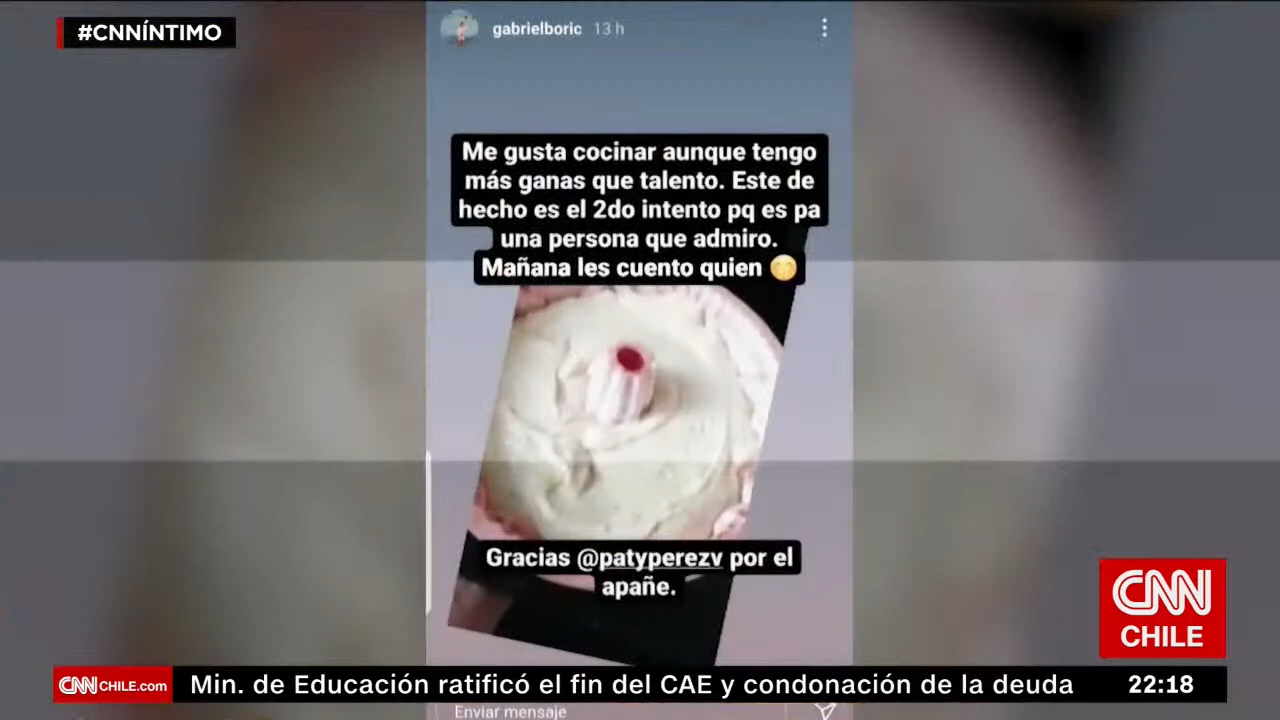 #CNNÍNTIMO
gabrielboric 13 h
Me gusta cocinar aunque tengo
más ganas que talento. Este de
hecho es el 2do intento pq es pa
una persona que admiro.
Mañana les cuento quien 🤭
Gracias @patyperezv por el
apañe.
CNN
CHILE
CNNCHILE.com Min. de Educación ratificó el fin del CAE y condonación de la deuda 22:18
Enviar mensaje